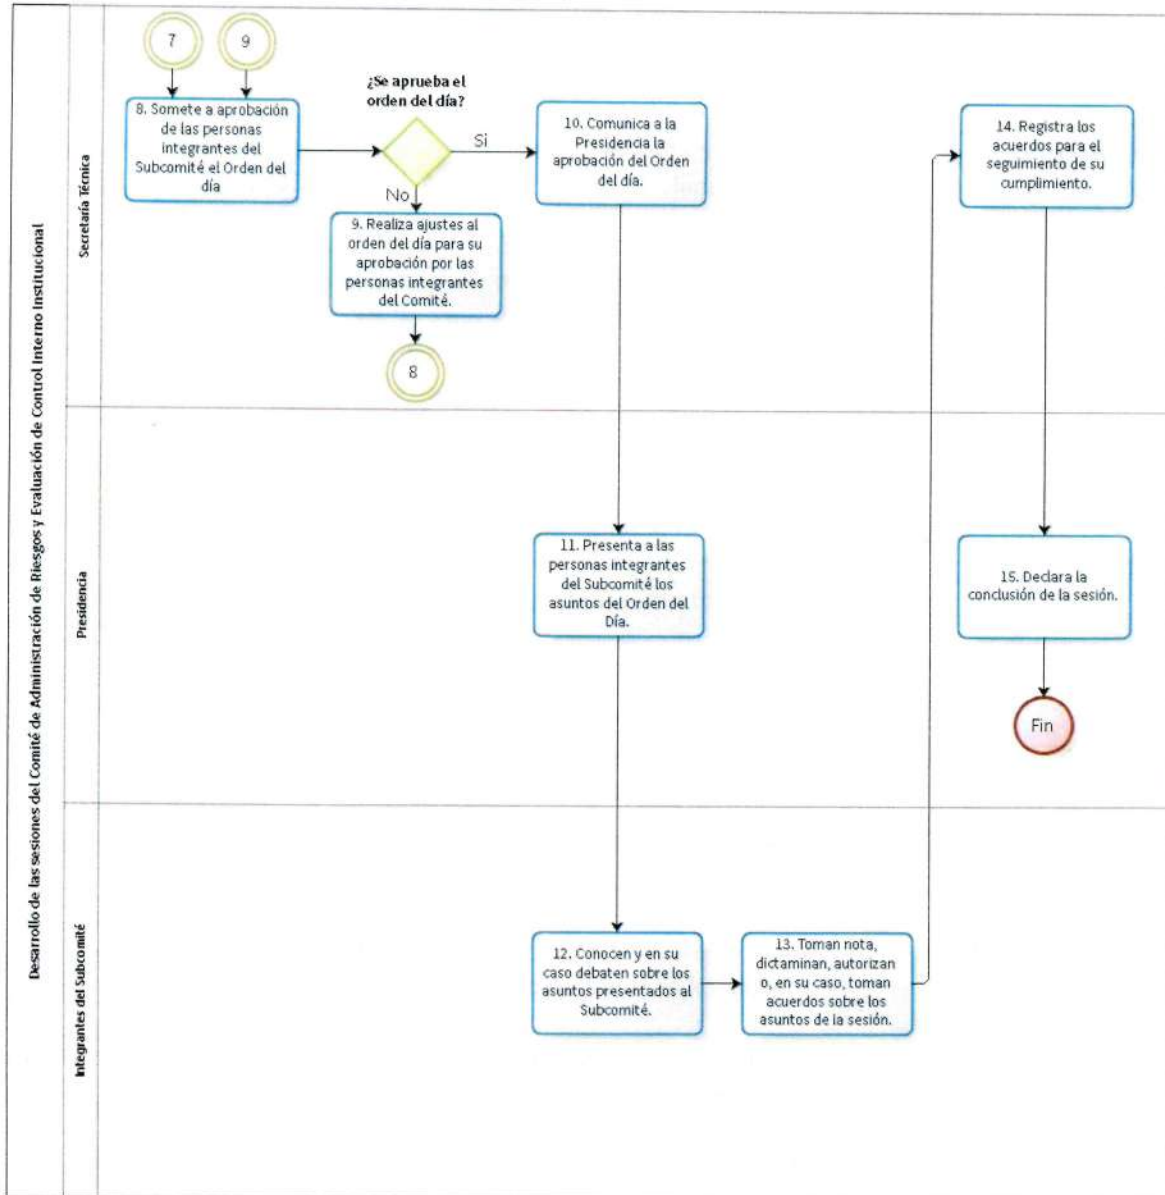 Desarrollo de las sesiones del Comité de Administración de Riesgos y Evaluación de Control Interno Institucional
Secretaría Técnica
7
9
8. Somete a aprobación
de las personas
integrantes del
Subcomité el Orden del
día
¿Se aprueba el
orden del día?
Si
No
9. Realiza ajustes al
orden del día para su
aprobación por las
personas integrantes
del Comité.
8
10. Comunica a la
Presidencia la
aprobación del Orden
del día.
14. Registra los
acuerdos para el
seguimiento de su
cumplimiento.
Presidencia
11. Presenta a las
personas integrantes
del Subcomité los
asuntos del Orden del
Día.
15. Declara la
conclusión de la sesión.
Fin
Integrantes del Subcomité
12. Conocen y en su
caso debaten sobre los
asuntos presentados al
Subcomité.
13. Toman nota,
dictaminan, autorizan
o, en su caso, toman
acuerdos sobre los
asuntos de la sesión.